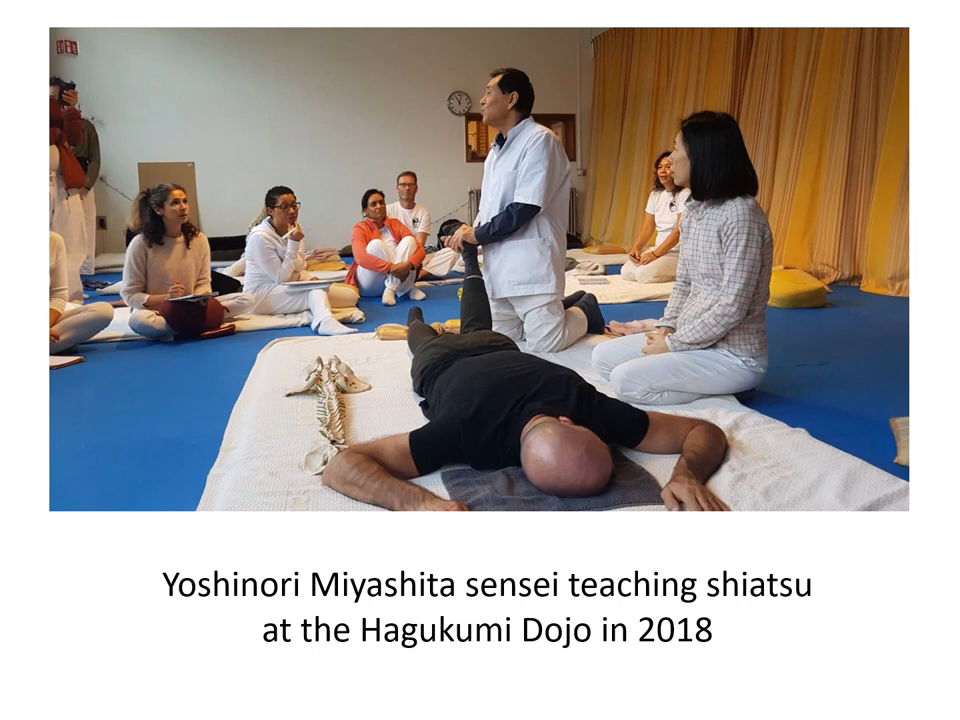 Yoshinori Miyashita sensei teaching shiatsu
at the Hagukumi Dojo in 2018